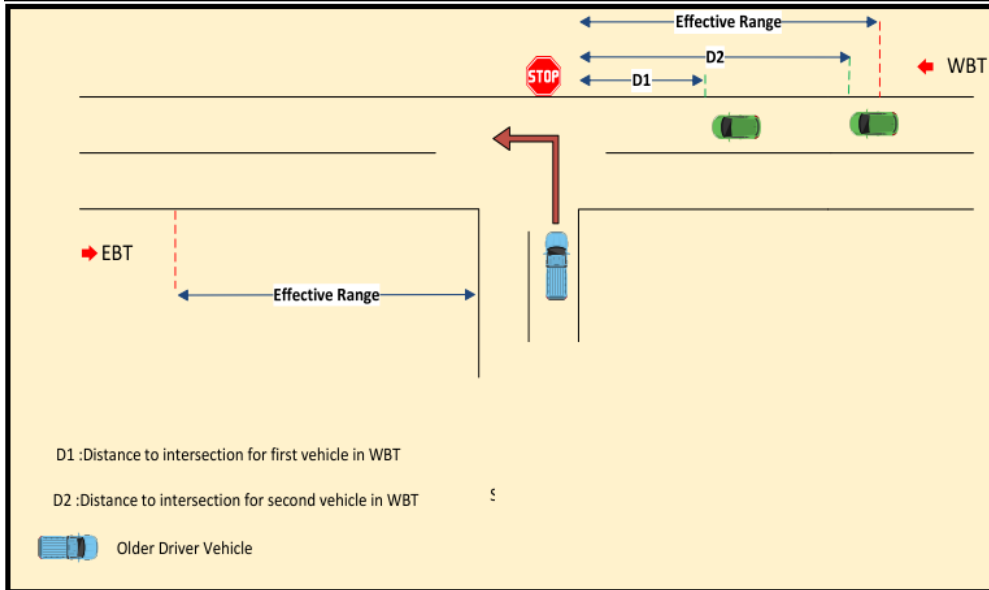 Effective Range
D2
WBT
STOP
D1
EBT
Effective Range
D1 :Distance to intersection for first vehicle in WBT
D2 :Distance to intersection for second vehicle in WBT
Older Driver Vehicle